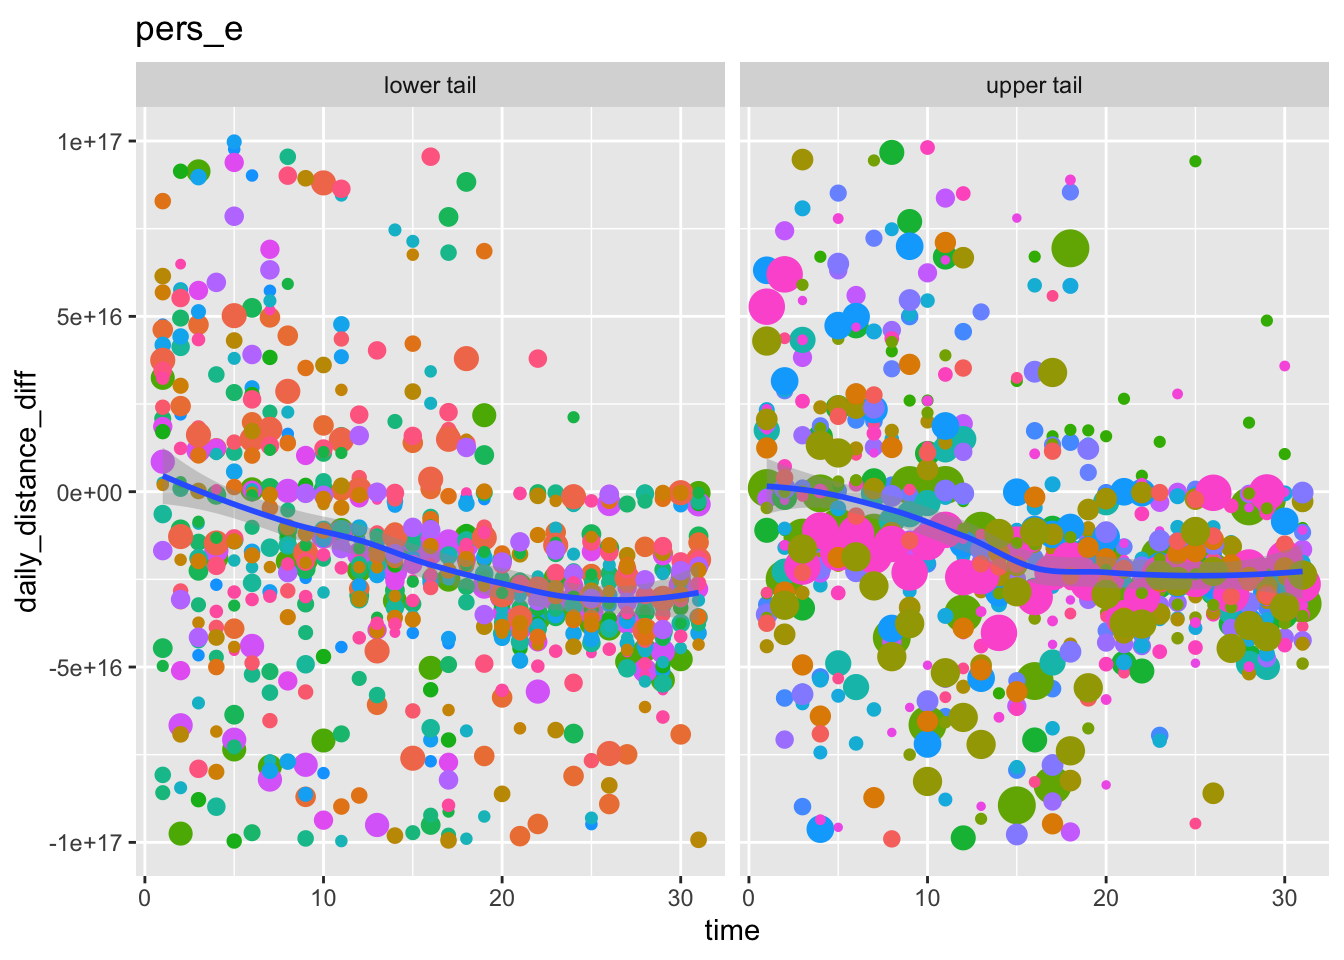 pers_e
lower tail
upper tail
daily_distance_diff
1e+17
5e+16
0e+00
-5e+16
-1e+17
0 10 20 30
0 10 20 30
time